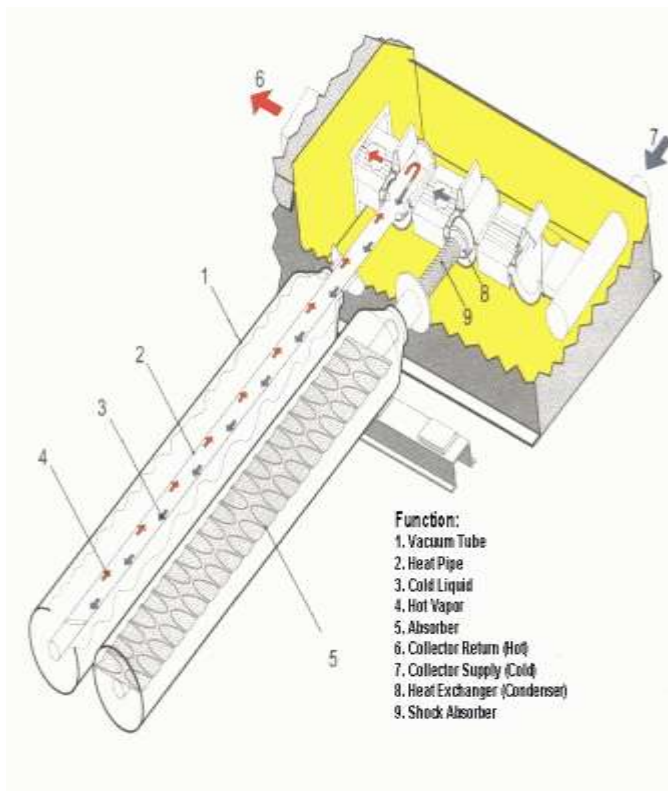 6
7
1
8
9
2
3
4
5
Function:
1. Vacuum Tube
2. Heat Pipe
3. Cold Liquid
4. Hot Vapor
5. Absorber
6. Collector Return (Hot)
7. Collector Supply (Cold)
8. Heat Exchanger (Condenser)
9. Shock Absorber